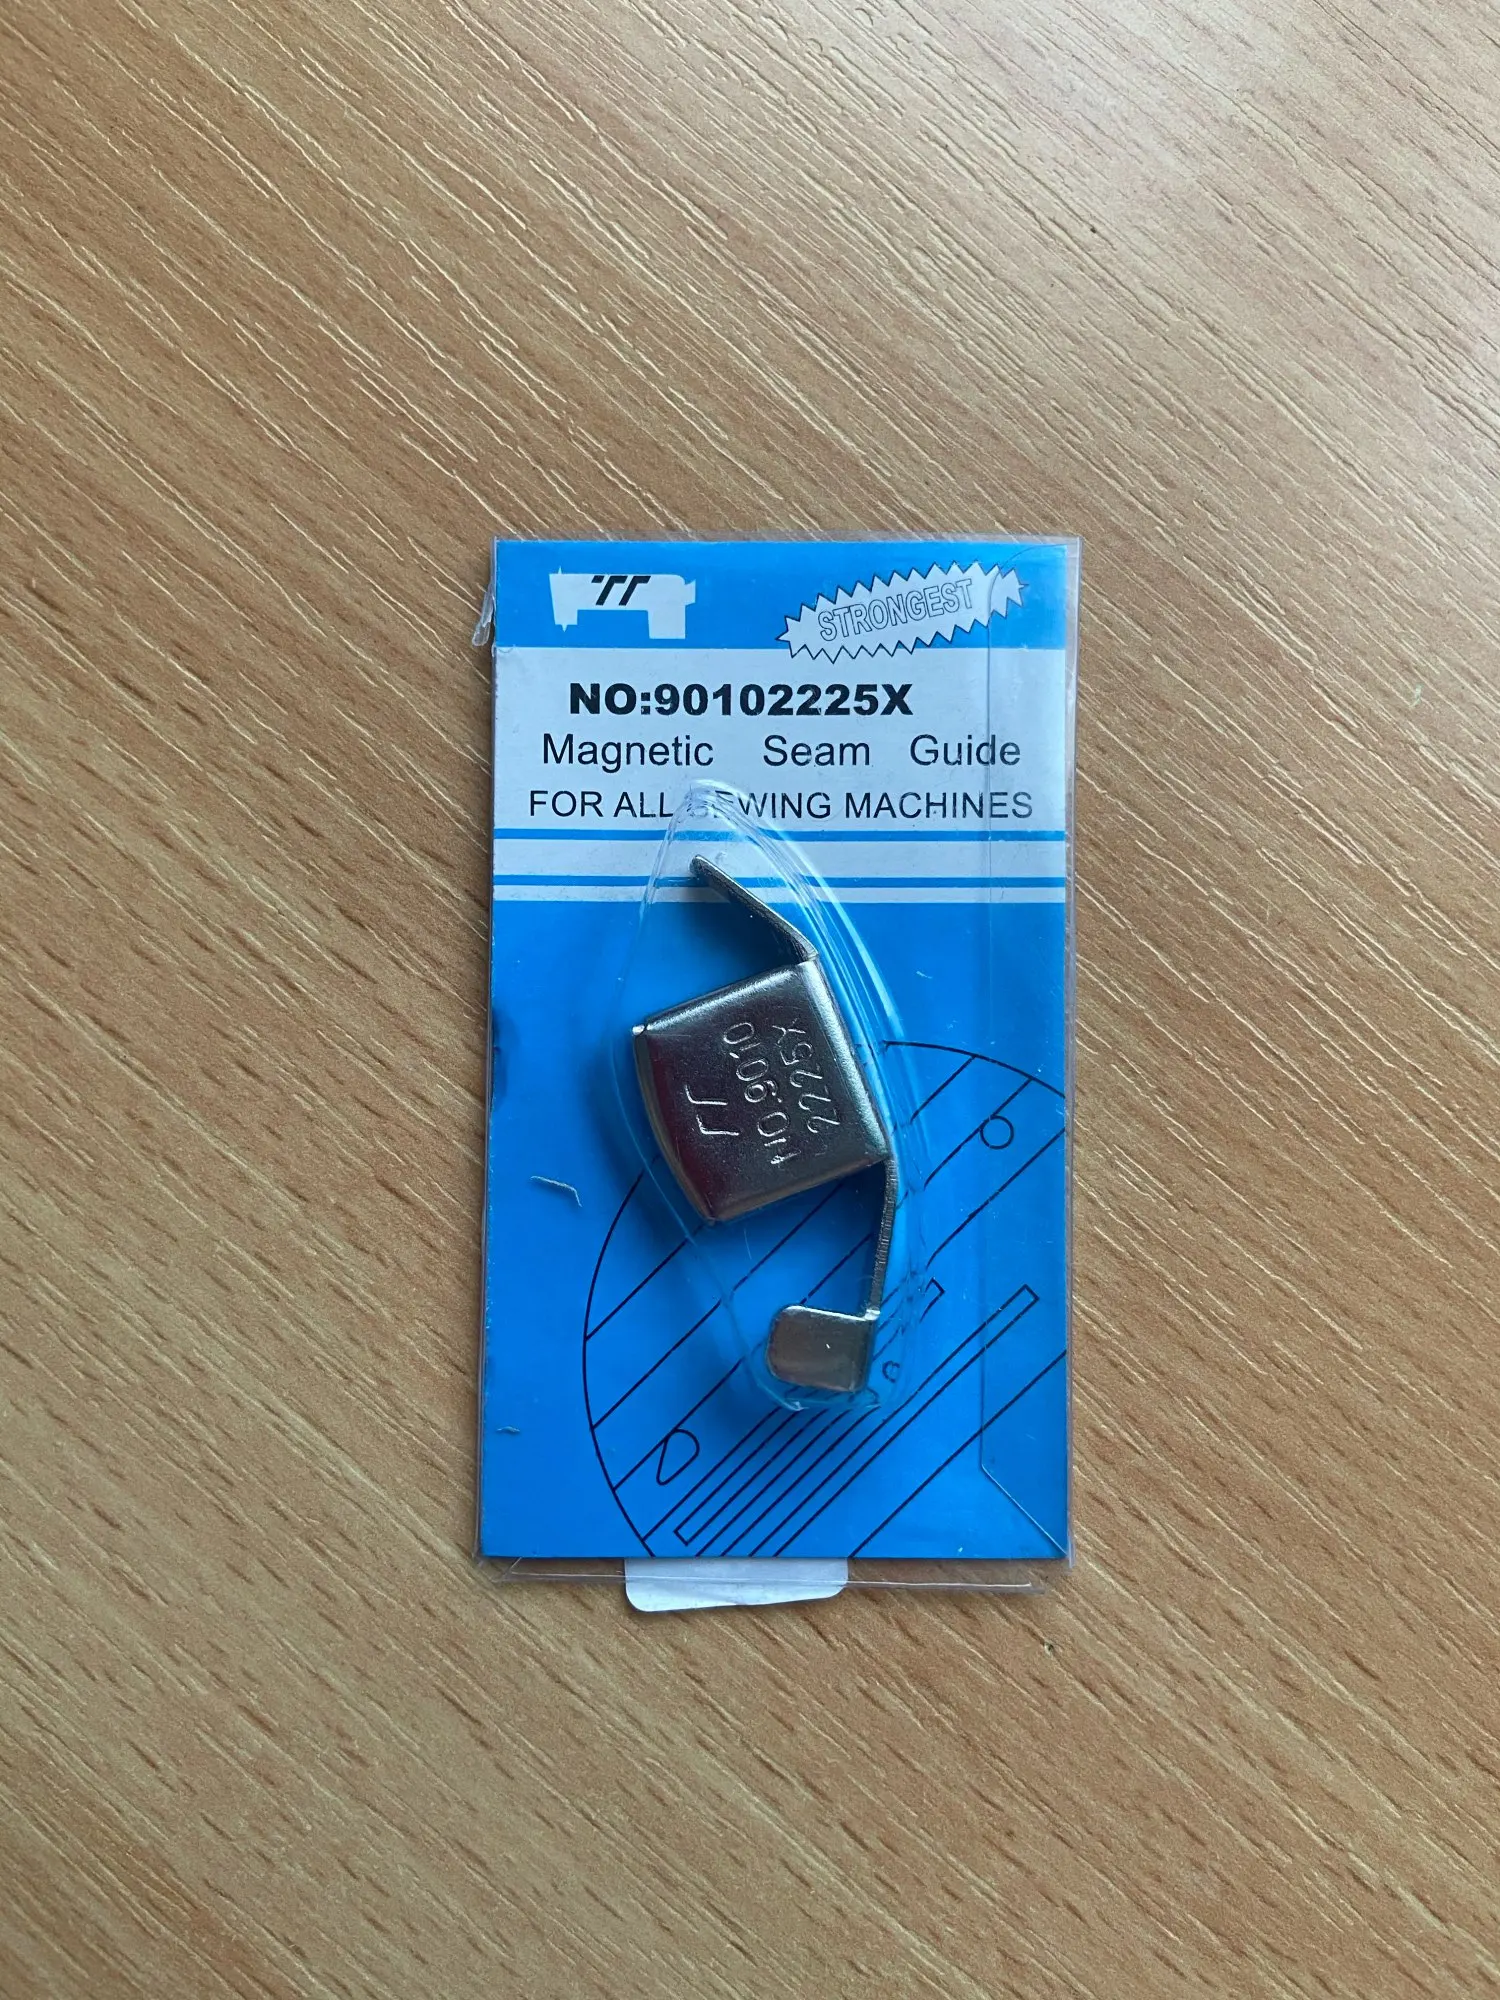 TT
STRONGEST
NO:90102225X
Magnetic Seam Guide
FOR ALL SEWING MACHINES
TT
NO.9010
2225X